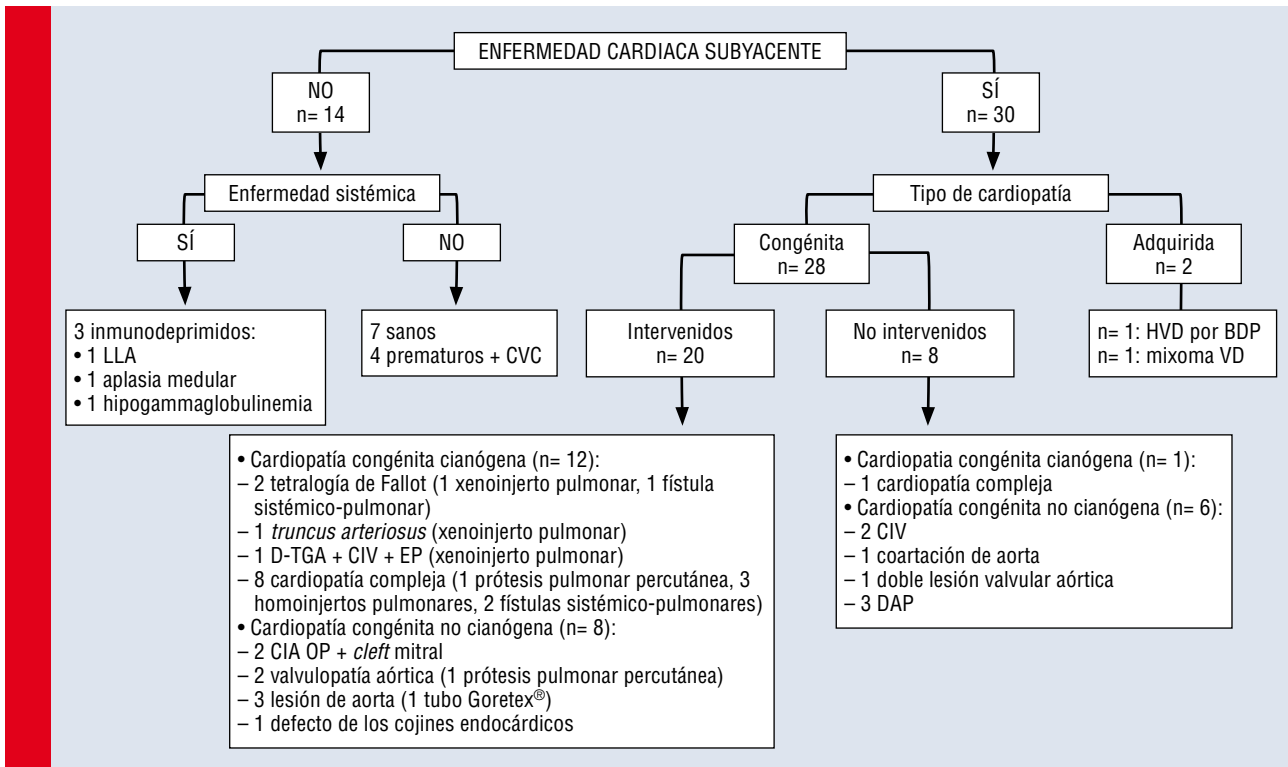 ENFERMEDAD CARDIACA SUBYACENTE
NO
n= 14
SÍ
n= 30
Enfermedad sistémica
Tipo de cardiopatía
SÍ
NO
Congénita
n= 28
Adquirida
n= 2
3 inmunodeprimidos:
• 1 LLA
• 1 aplasia medular
• 1 hipogammaglobulinemia
7 sanos
4 prematuros + CVC
Intervenidos
n= 20
No intervenidos
n= 8
n= 1: HVD por BDP
n= 1: mixoma VD
• Cardiopatía congénita cianógena (n= 12):
– 2 tetralogía de Fallot (1 xenoinjerto pulmonar, 1 fístula
sistémico-pulmonar)
– 1 truncus arteriosus (xenoinjerto pulmonar)
– 1 D-TGA + CIV + EP (xenoinjerto pulmonar)
– 8 cardiopatía compleja (1 prótesis pulmonar percutánea, 3
homoinjertos pulmonares, 2 fístulas sistémico-pulmonares)
• Cardiopatía congénita no cianógena (n= 8):
– 2 CIA OP + cleft mitral
– 2 valvulopatía aórtica (1 prótesis pulmonar percutánea)
– 3 lesión de aorta (1 tubo Goretex®)
– 1 defecto de los cojines endocárdicos
• Cardiopatia congénita cianógena (n= 1):
– 1 cardiopatía compleja
• Cardiopatía congénita no cianógena (n= 6):
– 2 CIV
– 1 coartación de aorta
– 1 doble lesión valvular aórtica
– 3 DAP